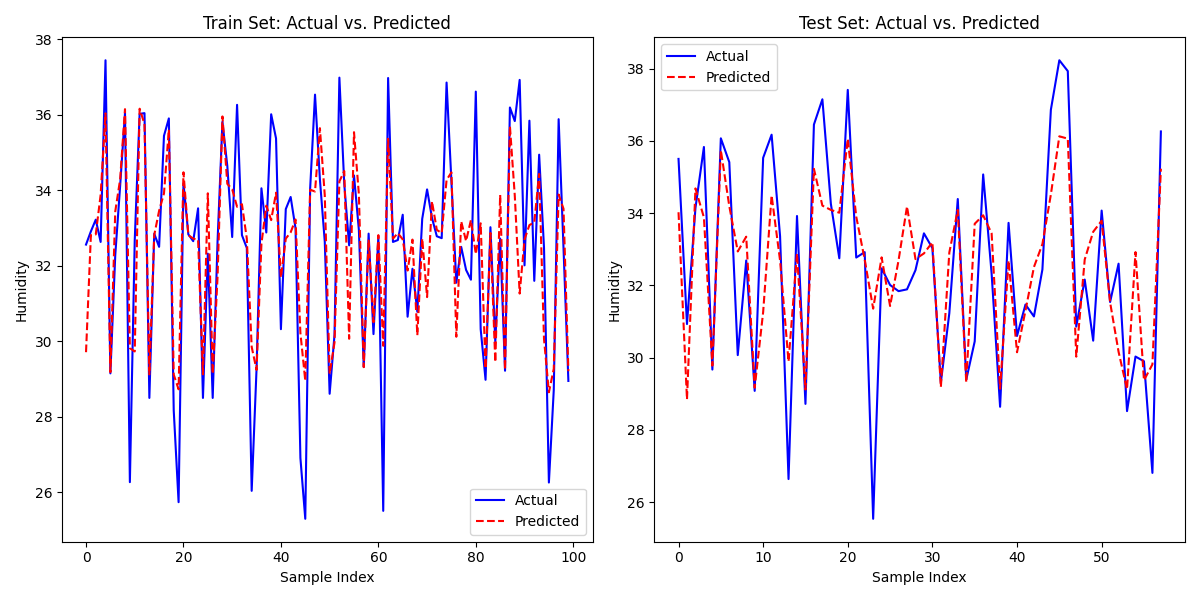 Train Set: Actual vs. Predicted
38
36
34
32
30
28
26
Humidity
0
20
40
60
80
100
Sample Index
Actual
Predicted
Test Set: Actual vs. Predicted
Actual
Predicted
38
36
34
32
30
28
26
Humidity
0
10
20
30
40
50
Sample Index